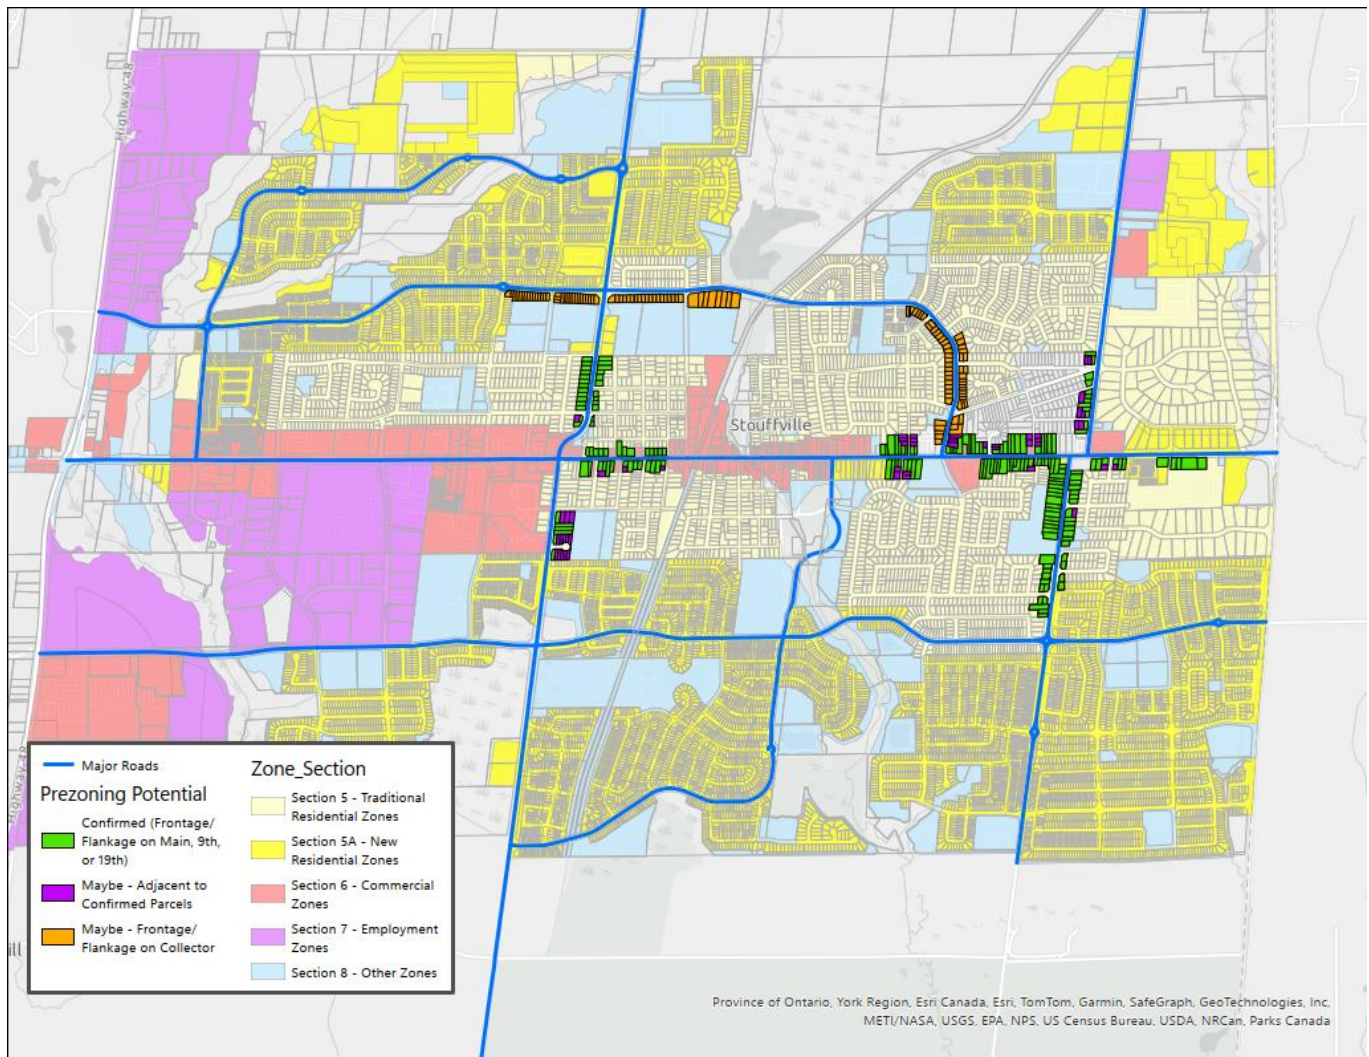 Highway 48
Stouffville
Highway 48
ill
Major Roads
Prezoning Potential
Confirmed (Frontage/
Flankage on Main, 9th,
or 19th)
Maybe - Adjacent to
Confirmed Parcels
Maybe - Frontage/
Flankage on Collector
Zone_Section
Section 5 - Traditional
Residential Zones
Section 5A - New
Residential Zones
Section 6 - Commercial
Zones
Section 7 - Employment
Zones
Section 8 - Other Zones
Province of Ontario, York Region, Esri Canada, Esri, TomTom, Garmin, SafeGraph, GeoTechnologies, Inc,
METI/NASA, USGS, EPA, NPS, US Census Bureau, USDA, NRCan, Parks Canada